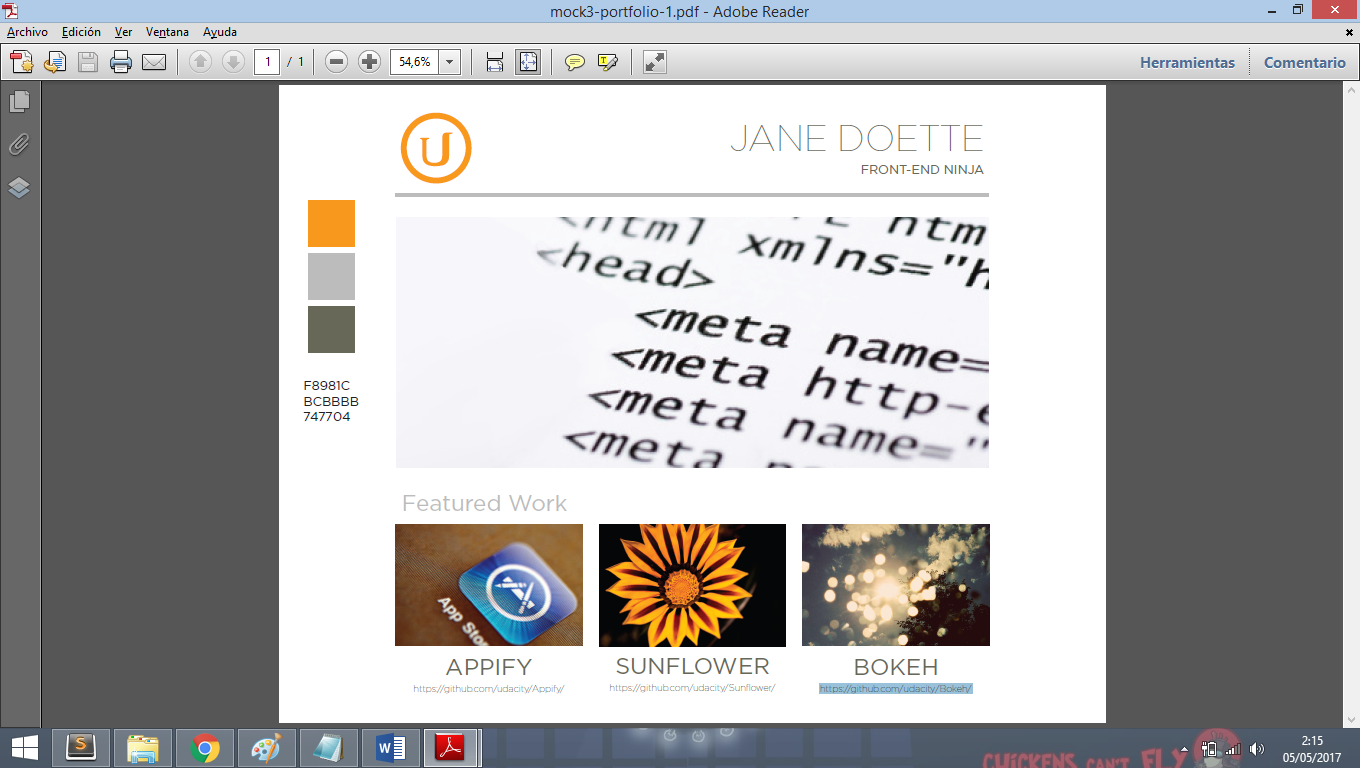 mock3-portfolio-1.pdf - Adobe Reader
Archivo Edición Ver Ventana Ayuda
1 / 1 54,6% Herramientas Comentario
U
JANE DOETTE
FRONT-END NINJA
F8981C
BCBBBB
747704
<html xmlns="h
<head>
<meta name=
<meta http-e
<meta name="
<meta
Featured Work
App Sto
APPIFY SUNFLOWER BOKEH
https://github.com/udacity/Appify/ https://github.com/udacity/Sunflower/ https://github.com/udacity/Bokeh/
CHICKENS CAN'T FLY
2:15
05/05/2017